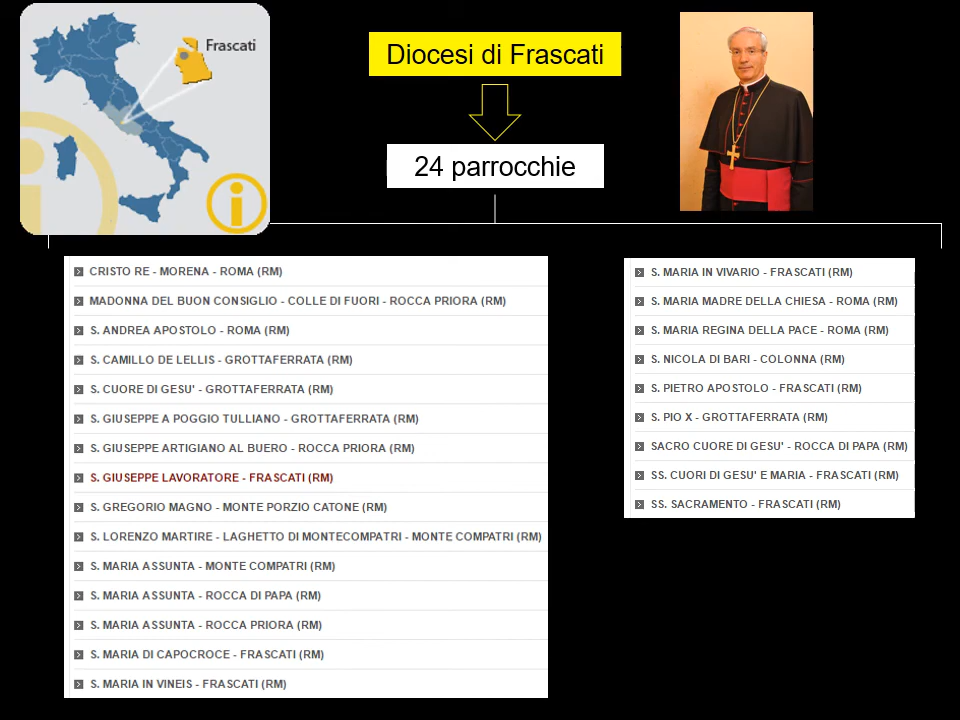 Frascati
Diocesi di Frascati
24 parrocchie
CRISTO RE - MORENA - ROMA (RM)
MADONNA DEL BUON CONSIGLIO - COLLE DI FUORI - ROCCA PRIORA (RM)
S. ANDREA APOSTOLO - ROMA (RM)
S. CAMILLO DE LELLIS - GROTTAFERRATA (RM)
S. CUORE DI GESU' - GROTTAFERRATA (RM)
S. GIUSEPPE A POGGIO TULLIANO - GROTTAFERRATA (RM)
S. GIUSEPPE ARTIGIANO AL BUERO - ROCCA PRIORA (RM)
S. GIUSEPPE LAVORATORE - FRASCATI (RM)
S. GREGORIO MAGNO - MONTE PORZIO CATONE (RM)
S. LORENZO MARTIRE - LAGHETTO DI MONTECOMPATRI - MONTE COMPATRI (RM)
S. MARIA ASSUNTA - MONTE COMPATRI (RM)
S. MARIA ASSUNTA - ROCCA DI PAPA (RM)
S. MARIA ASSUNTA - ROCCA PRIORA (RM)
S. MARIA DI CAPOCROCE - FRASCATI (RM)
S. MARIA IN VINEIS - FRASCATI (RM)
S. MARIA IN VIVARIO - FRASCATI (RM)
S. MARIA MADRE DELLA CHIESA - ROMA (RM)
S. MARIA REGINA DELLA PACE - ROMA (RM)
S. NICOLA DI BARI - COLONNA (RM)
S. PIETRO APOSTOLO - FRASCATI (RM)
S. PIO X - GROTTAFERRATA (RM)
SACRO CUORE DI GESU' - ROCCA DI PAPA (RM)
SS. CUORI DI GESU' E MARIA - FRASCATI (RM)
SS. SACRAMENTO - FRASCATI (RM)